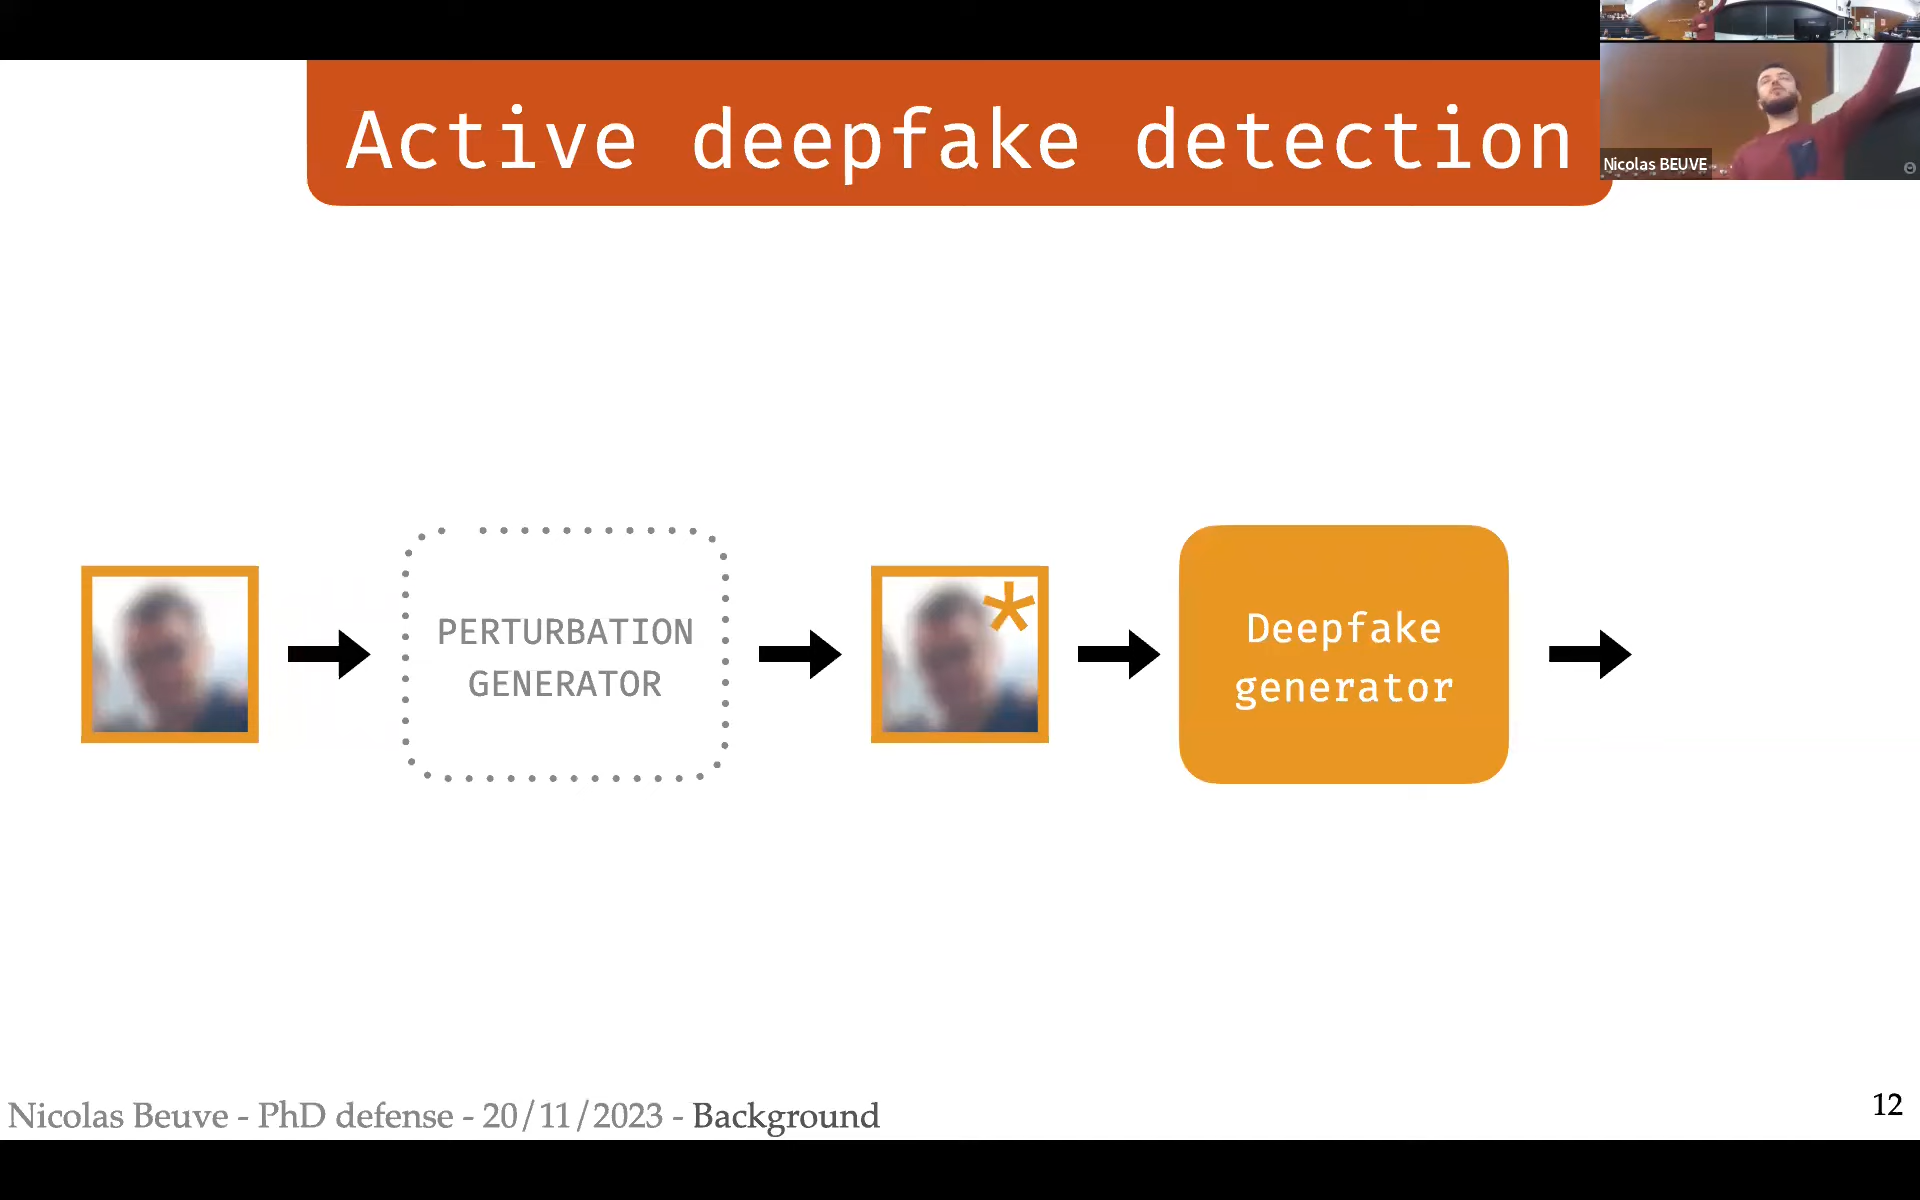 Active deepfake detection
Nicolas BEUVE
PERTURBATION
GENERATOR
*
Deepfake
generator
Nicolas Beuve - PhD defense - 20/11/2023 - Background
12